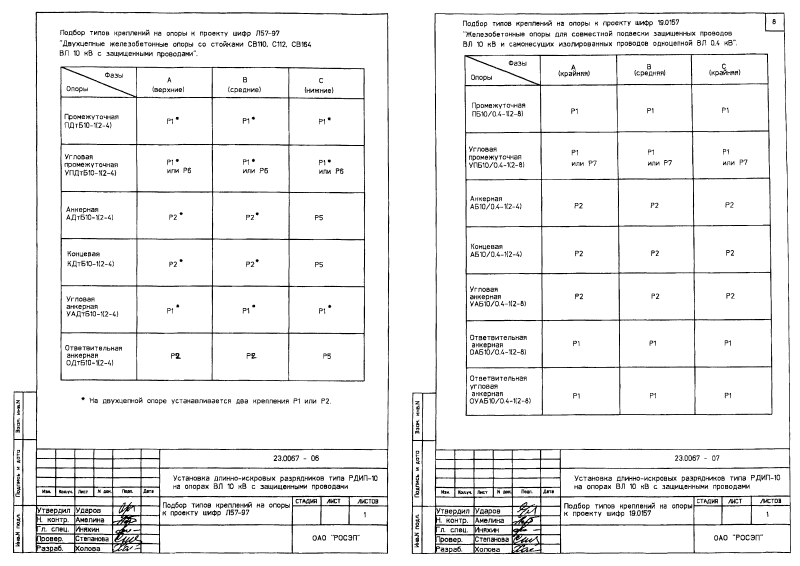 Подбор типов креплений на опоры к проекту шифр Л57-97
"Двухцепные железобетонные опоры со стойками СВ110, С112, СВ164
ВЛ 10 кВ с защищенными проводами".
Фазы
Опоры
А
(верхние)
В
(средние)
С
(нижние)
Промежуточная
ПДтБ10-1(2-4)
Р1*
Р1*
Р1*
Угловая
промежуточная
УПДтБ10-1(2-4)
Р1*
или Р6
Р1*
или Р6
Р1*
или Р6
Анкерная
АДтБ10-1(2-4)
Р2*
Р2*
Р5
Концевая
КДтБ10-1(2-4)
Р2*
Р2*
Р5
Угловая
анкерная
УАДтБ10-1(2-4)
Р1*
Р1*
Р1*
Ответвительная
анкерная
ОДтБ10-1(2-4)
Р2
Р2
Р5
* На двухцепной опоре устанавливается два крепления Р1 или Р2.
Взам. инв.N
Подпись и дата
Инв.N подл.
23.0067 - 06
Установка длинно-искровых разрядников типа РДИП-10
на опорах ВЛ 10 кВ с защищенными проводами
Изм. Колуч. Лист N док. Подп. Дата
Утвердил Ударов
Н. контр. Амелина
Гл. спец. Иняхин
Провер. Степанова
Разраб. Холова
Подбор типов креплений на опоры
к проекту шифр Л57-97
СТАДИЯ ЛИСТ ЛИСТОВ
1
ОАО "РОСЭП"
8
Подбор типов креплений на опоры к проекту шифр 19.0157
"Железобетонные опоры для совместной подвески защищенных проводов
ВЛ 10 кВ и самонесущих изолированных проводов одноцепной ВЛ 0,4 кВ".
Фазы
Опоры
А
(крайняя)
В
(средняя)
С
(крайняя)
Промежуточная
ПБ10/0.4-1(2-8)
Р1
Р1
Р1
Угловая
промежуточная
УПБ10/0.4-1(2-8)
Р1
или Р7
Р1
или Р7
Р1
или Р7
Анкерная
АБ10/0.4-1(2-4)
Р2
Р2
Р2
Концевая
АБ10/0.4-1(2-4)
Р2
Р2
Р2
Угловая
анкерная
УАБ10/0.4-1(2-8)
Р2
Р2
Р2
Ответвительная
анкерная
ОАБ10/0.4-1(2-8)
Р1
Р1
Р1
Ответвительная
угловая
анкерная
ОУАБ10/0.4-1(2-8)
Р1
Р1
Р1
Взам. инв.N
Подпись и дата
Инв.N подл.
23.0067 - 07
Установка длинно-искровых разрядников типа РДИП-10
на опорах ВЛ 10 кВ с защищенными проводами
Изм. Колуч. Лист N док. Подп. Дата
Утвердил Ударов
Н. контр. Амелина
Гл. спец. Иняхин
Провер. Степанова
Разраб. Холова
Подбор типов креплений на опоры
к проекту шифр 19.0157
СТАДИЯ ЛИСТ ЛИСТОВ
1
ОАО "РОСЭП"